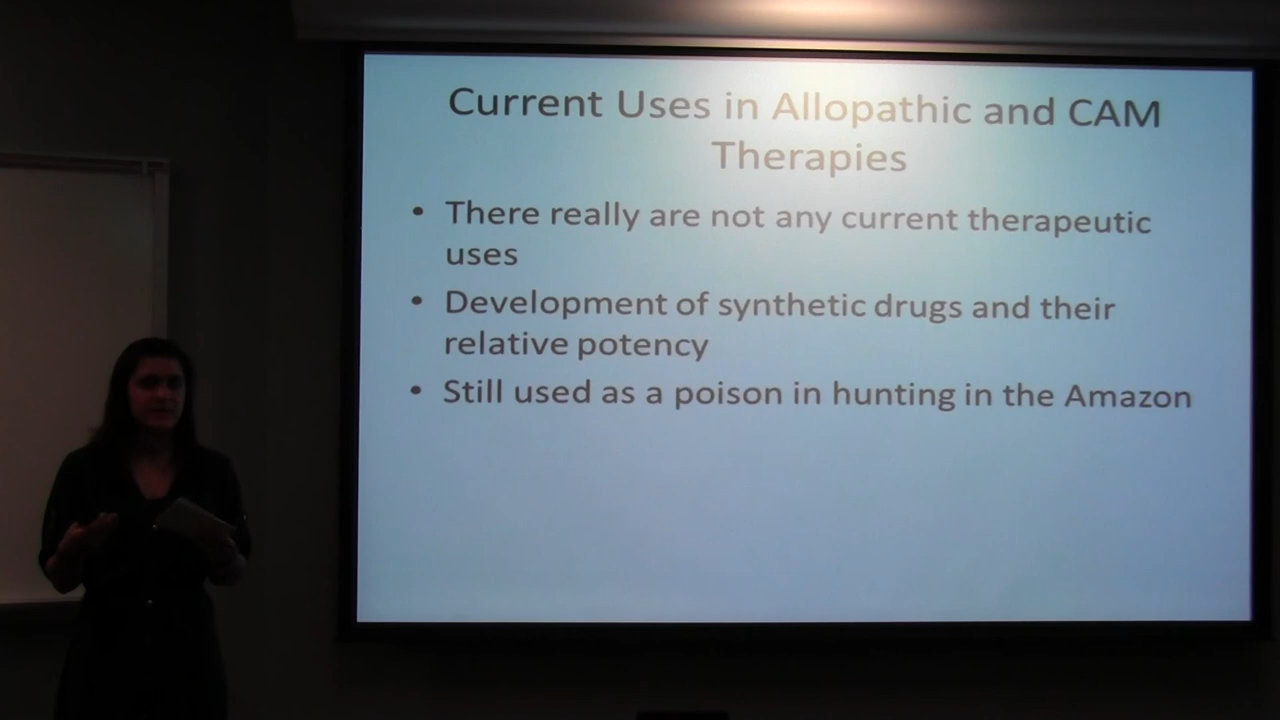 Current Uses in Allopathic and CAM
Therapies
• There really are not any current therapeutic
uses
• Development of synthetic drugs and their
relative potency
• Still used as a poison in hunting in the Amazon